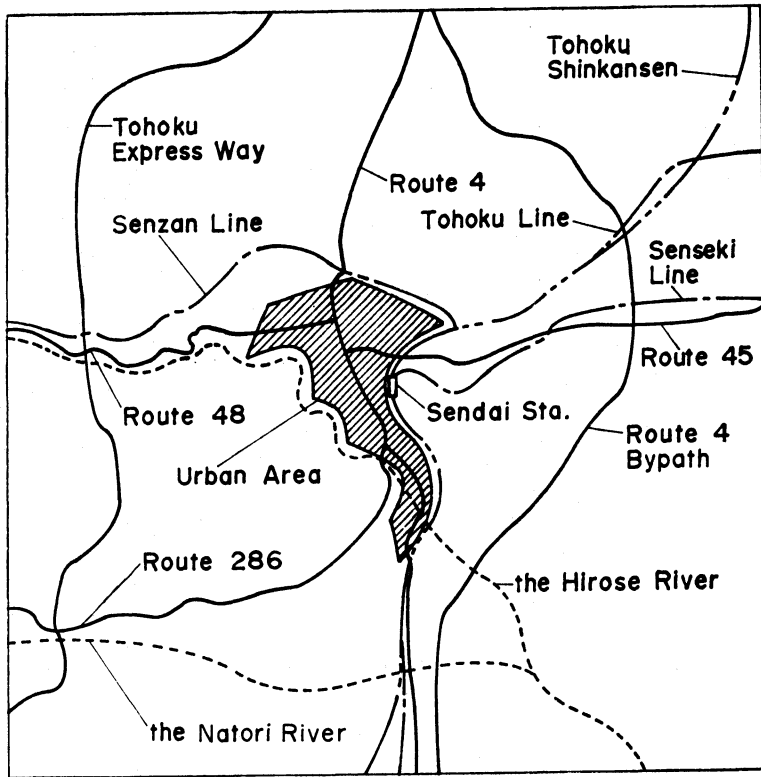 Tohoku
Shinkansen
Tohoku
Express Way
Route 4
Senzan Line
Tohoku Line
Senseki
Line
Route 45
Route 48
Sendai Sta.
Route 4
Bypath
Urban Area
Route 286
the Hirose River
the Natori River